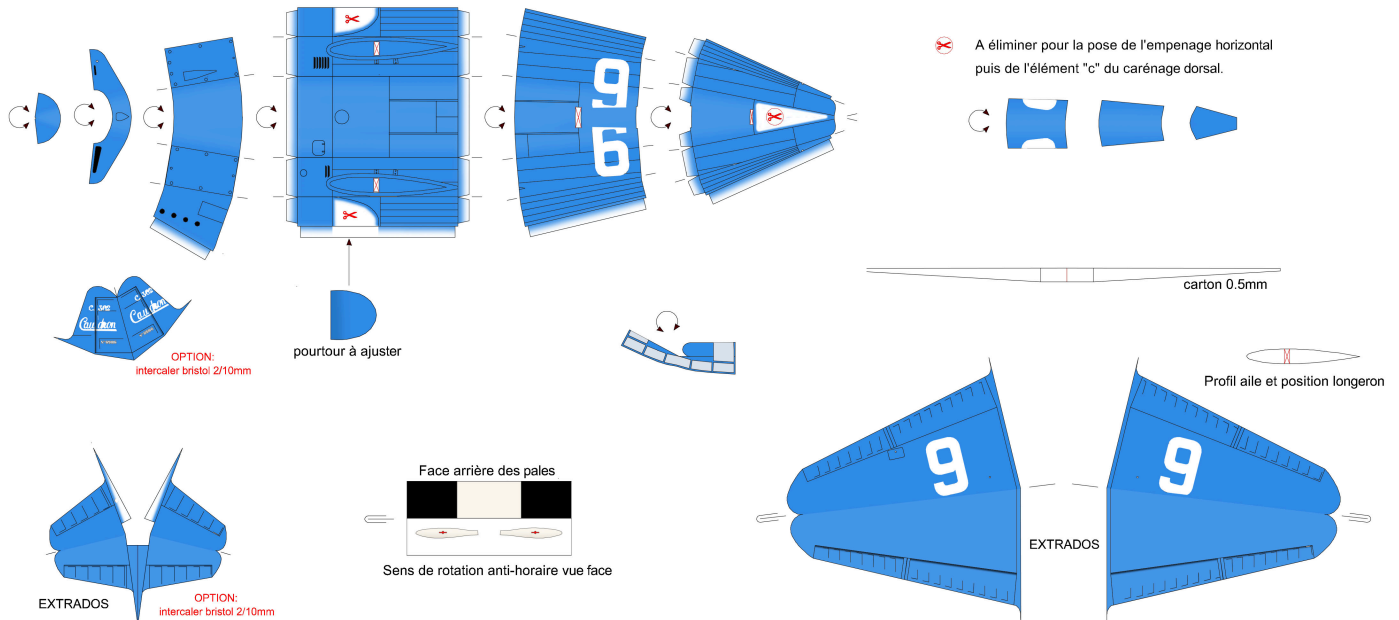 A éliminer pour la pose de l'empenage horizontal
puis de l'élément "c" du carénage dorsal.
9
9
carton 0.5mm
Caudron
Caudron
OPTION:
intercaler bristol 2/10mm
pourtour à ajuster
Profil aile et position longeron
9
9
Face arrière des pales
EXTRADOS
Sens de rotation anti-horaire vue face
EXTRADOS
OPTION:
intercaler bristol 2/10mm